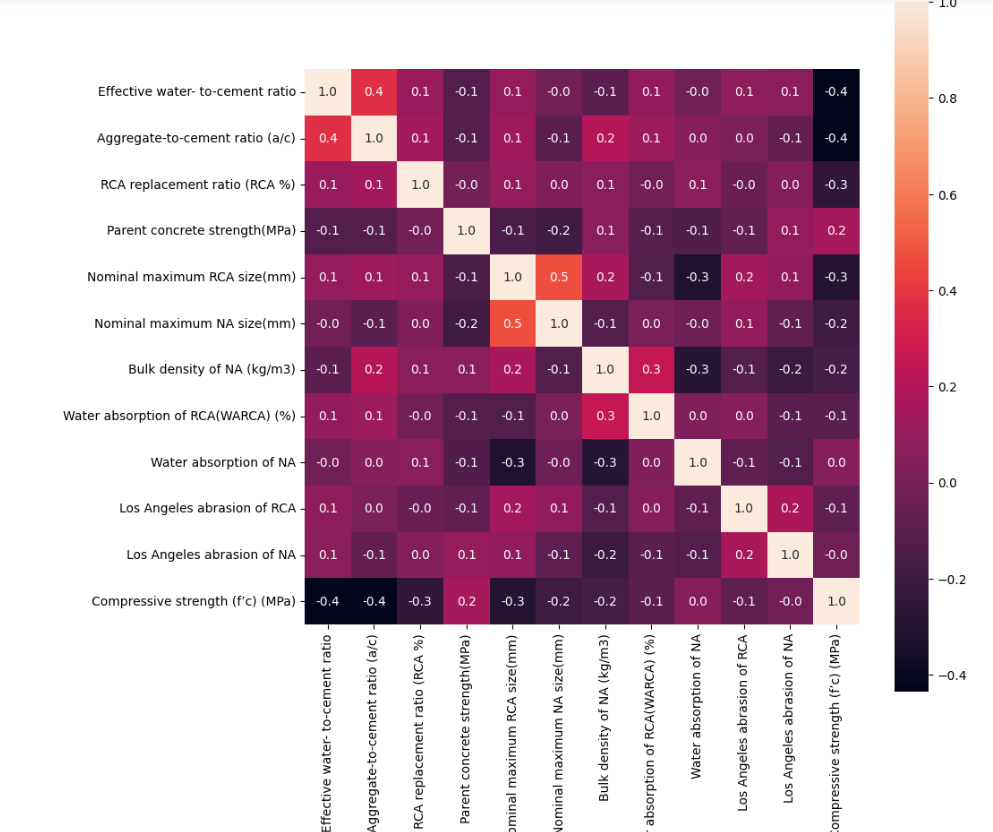 1.0
Effective water- to-cement ratio 1.0 0.4 0.1 -0.1 0.1 -0.0 -0.1 0.1 -0.0 0.1 0.1 -0.4
0.8
Aggregate-to-cement ratio (a/c) 0.4 1.0 0.1 -0.1 0.1 -0.1 0.2 0.1 0.0 0.0 -0.1 -0.4
RCA replacement ratio (RCA %) 0.1 0.1 1.0 -0.0 0.1 0.0 0.1 -0.0 0.1 -0.0 0.0 -0.3
0.6
Parent concrete strength(MPa) -0.1 -0.1 -0.0 1.0 -0.1 -0.2 0.1 -0.1 -0.1 -0.1 0.1 0.2
Nominal maximum RCA size(mm) 0.1 0.1 0.1 -0.1 1.0 0.5 0.2 -0.1 -0.3 0.2 0.1 -0.3
0.4
Nominal maximum NA size(mm) -0.0 -0.1 0.0 -0.2 0.5 1.0 -0.1 0.0 -0.0 0.1 -0.1 -0.2
Bulk density of NA (kg/m3) -0.1 0.2 0.1 0.1 0.2 -0.1 1.0 0.3 -0.3 -0.1 -0.2 -0.2
0.2
Water absorption of RCA(WARCA) (%) 0.1 0.1 -0.0 -0.1 -0.1 0.0 0.3 1.0 0.0 0.0 -0.1 -0.1
Water absorption of NA -0.0 0.0 0.1 -0.1 -0.3 -0.0 -0.3 0.0 1.0 -0.1 -0.1 0.0
0.0
Los Angeles abrasion of RCA 0.1 0.0 -0.0 -0.1 0.2 0.1 -0.1 0.0 -0.1 1.0 0.2 -0.1
Los Angeles abrasion of NA 0.1 -0.1 0.0 0.1 0.1 -0.1 -0.2 -0.1 -0.1 0.2 1.0 -0.0
−0.2
Compressive strength (f’c) (MPa) -0.4 -0.4 -0.3 0.2 -0.3 -0.2 -0.2 -0.1 0.0 -0.1 -0.0 1.0
−0.4
Effective water- to-cement ratio
Aggregate-to-cement ratio (a/c)
RCA replacement ratio (RCA %)
Parent concrete strength(MPa)
ominal maximum RCA size(mm)
Nominal maximum NA size(mm)
Bulk density of NA (kg/m3)
r absorption of RCA(WARCA) (%)
Water absorption of NA
Los Angeles abrasion of RCA
Los Angeles abrasion of NA
ompressive strength (f’c) (MPa)